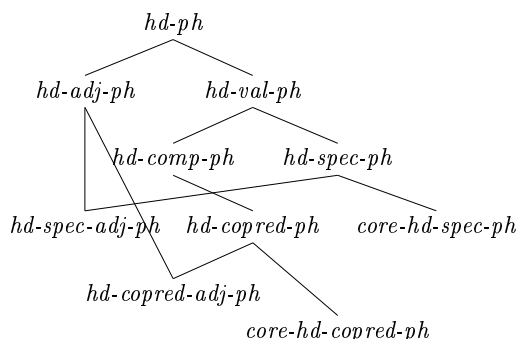 hd-ph
hd-adj-ph hd-val-ph
hd-comp-ph hd-spec-ph
hd-spec-adj-ph hd-copred-ph core-hd-spec-ph
hd-copred-adj-ph
core-hd-copred-ph